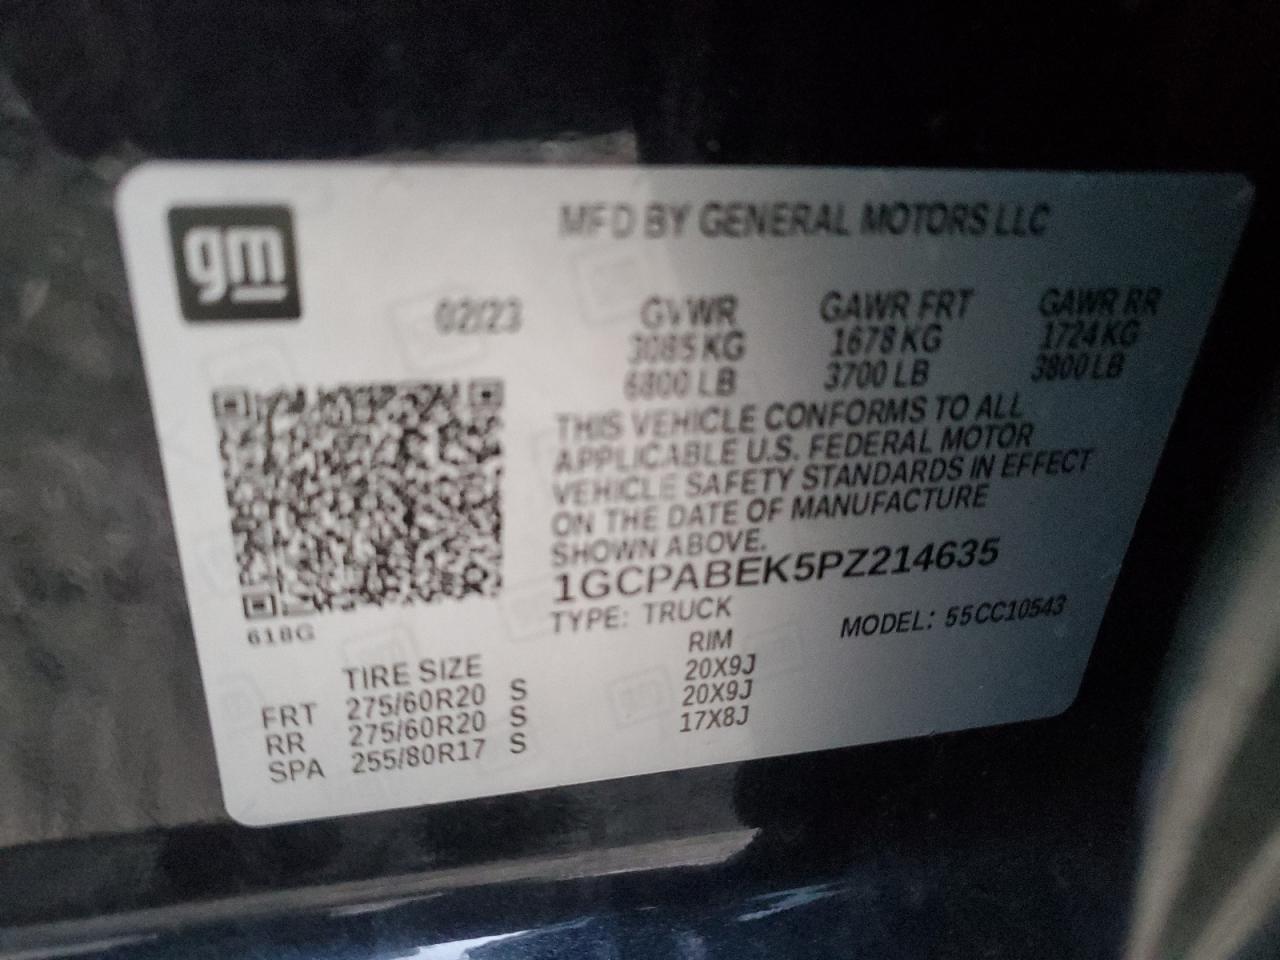 gm
MFD BY GENERAL MOTORS LLC
02/23 GVWR GAWR FRT GAWR RR
3085 KG 1678 KG 1724 KG
6800 LB 3700 LB 3800 LB
THIS VEHICLE CONFORMS TO ALL
APPLICABLE U.S. FEDERAL MOTOR
VEHICLE SAFETY STANDARDS IN EFFECT
ON THE DATE OF MANUFACTURE
SHOWN ABOVE.
1GCPABEK5PZ214635
TYPE: TRUCK MODEL: 55CC10543
618G
TIRE SIZE RIM
FRT 275/60R20 S 20X9J
RR 275/60R20 S 20X9J
SPA 255/80R17 S 17X8J